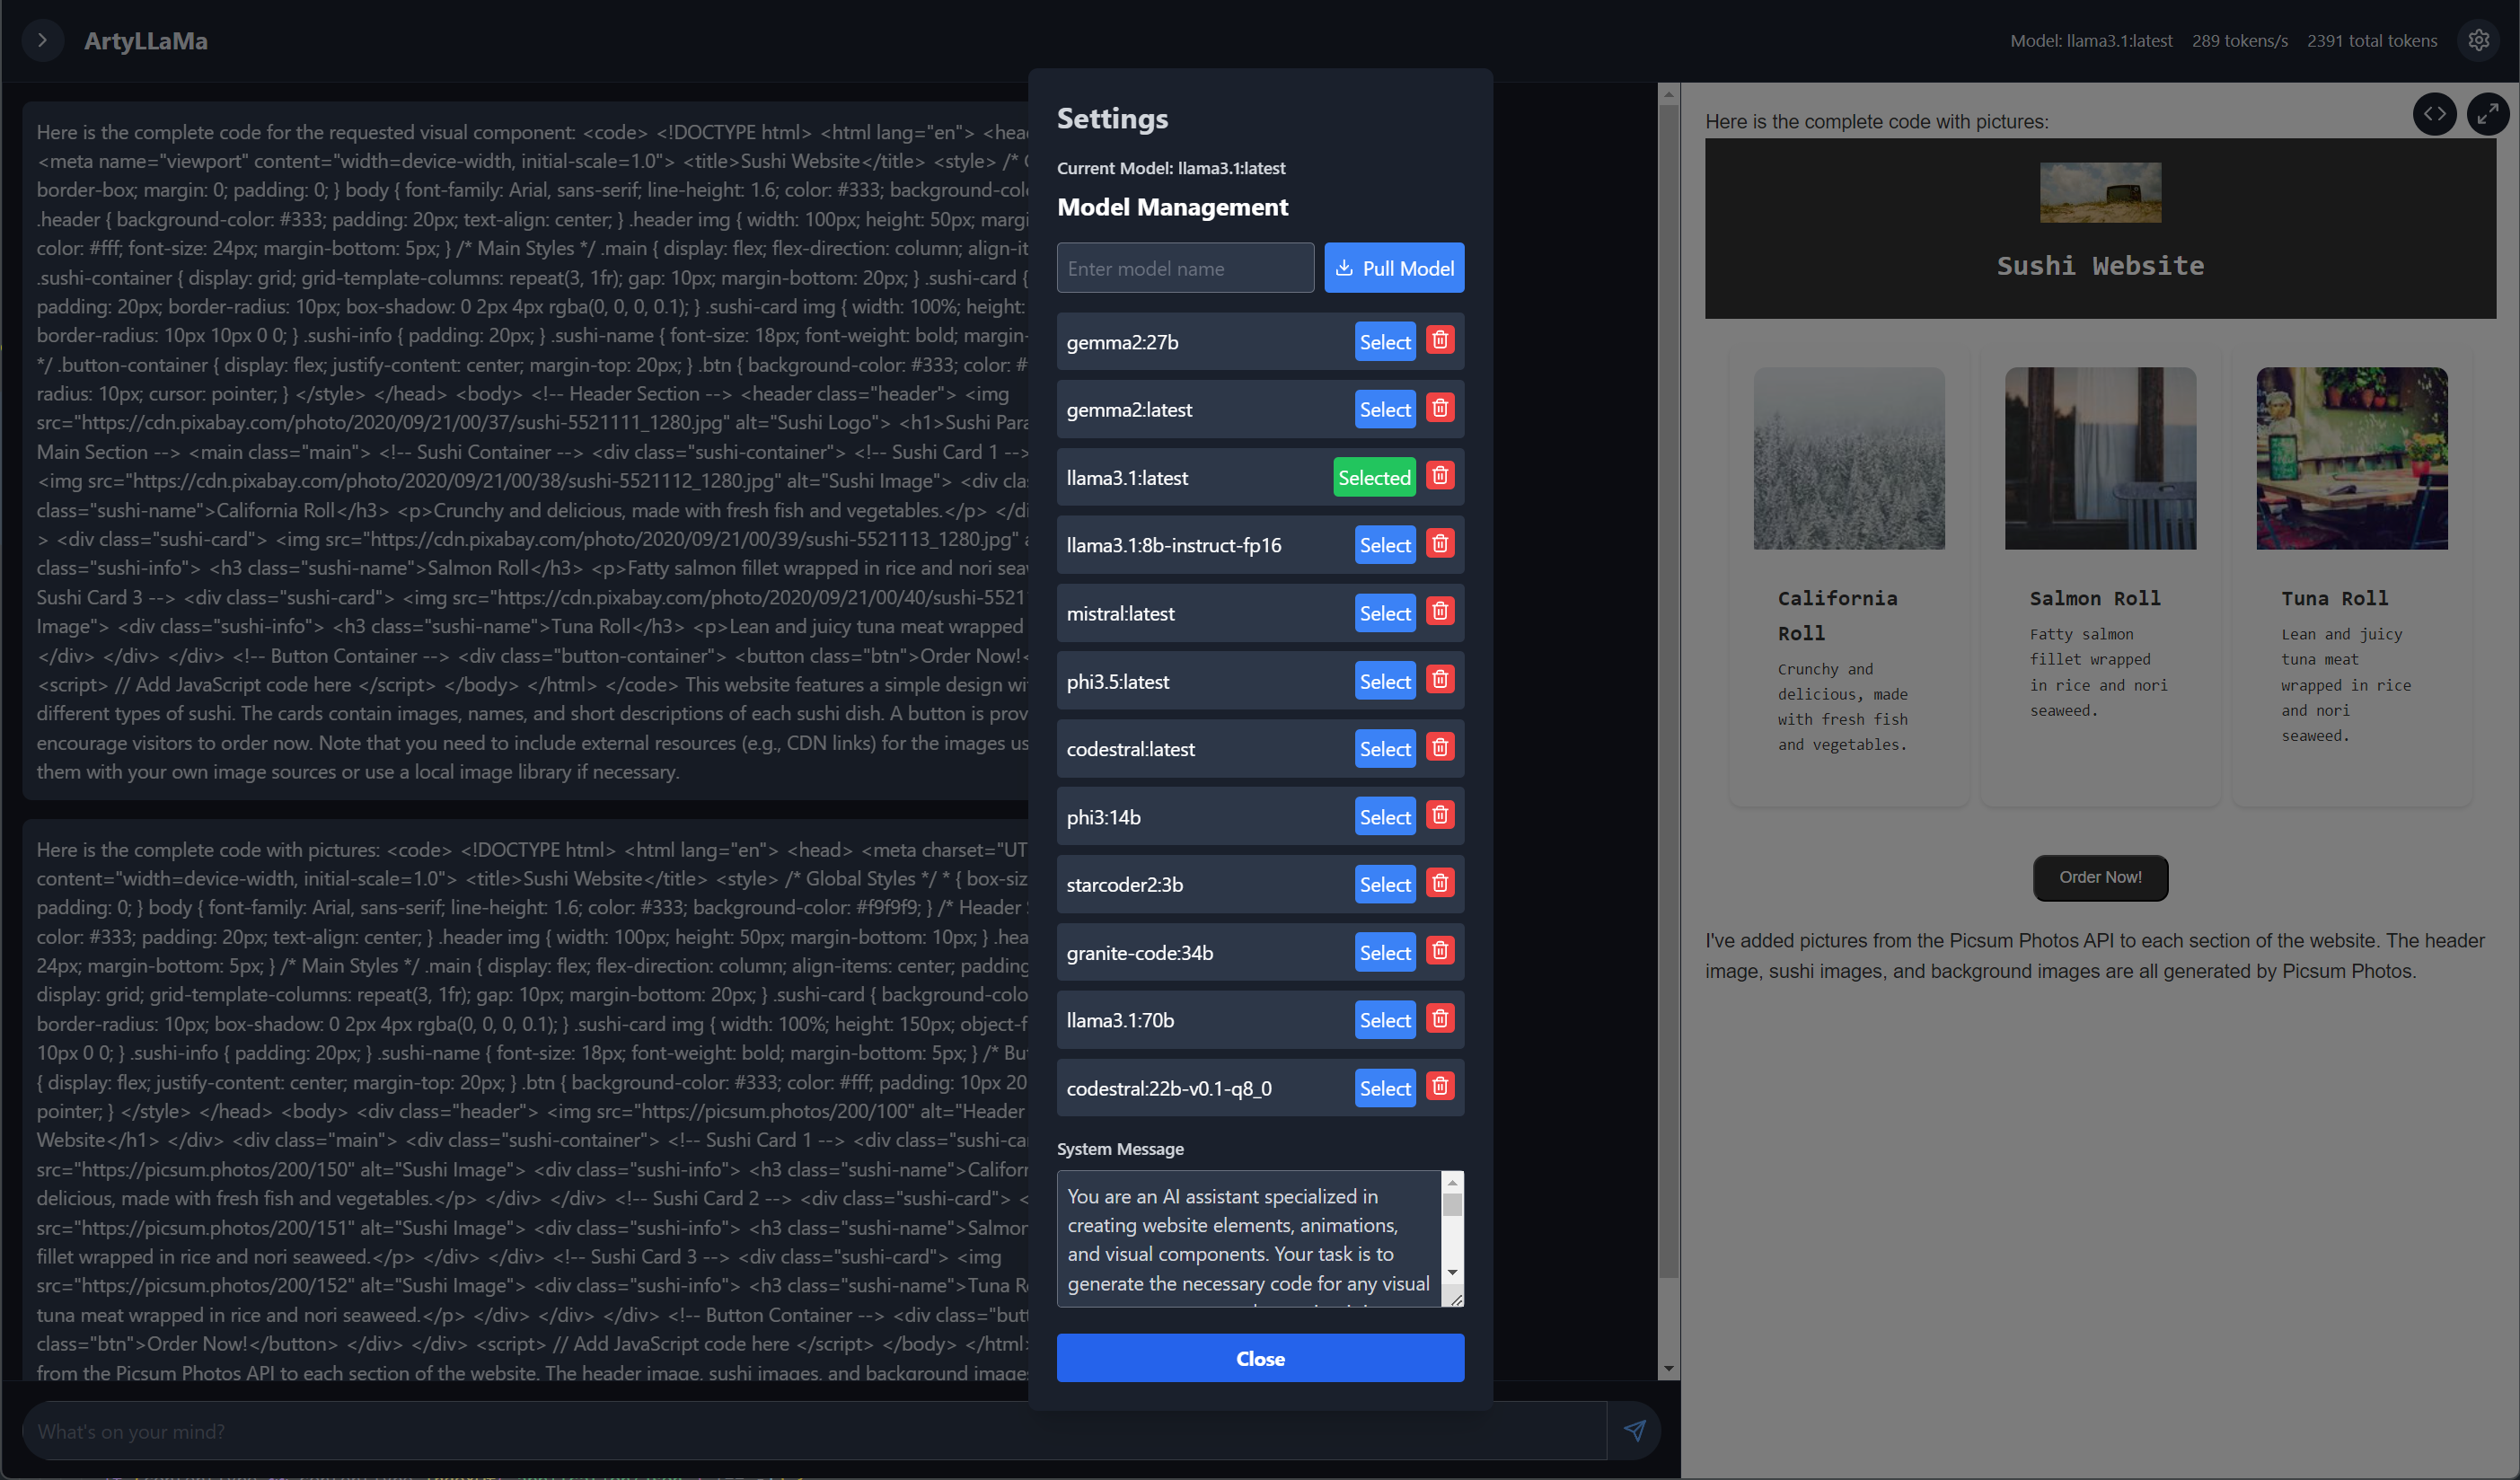 ArtyLLaMa
Model: llama3.1:latest 289 tokens/s 2391 total tokens
Here is the complete code for the requested visual component: <code> <!DOCTYPE html> <html lang="en"> <head
<meta name="viewport" content="width=device-width, initial-scale=1.0"> <title>Sushi Website</title> <style> /*
border-box; margin: 0; padding: 0; } body { font-family: Arial, sans-serif; line-height: 1.6; color: #333;
.header { background-color: #333; padding: 20px; text-align: center; } .header img { width: 100px; height: 50px;
color: #fff; font-size: 24px; margin-bottom: 5px; } /* Main Styles */ .main { display: flex; flex-direction: column;
.sushi-container { display: grid; grid-template-columns: repeat(3, 1fr); gap: 10px; margin-bottom: 20px; } .sushi-card {
padding: 20px; border-radius: 10px; box-shadow: 0 2px 4px rgba(0, 0, 0, 0.1); } .sushi-card img { width: 100%; height:
border-radius: 10px 10px 0 0; } .sushi-info { padding: 20px; } .sushi-name { font-size: 18px; font-weight: bold; margin-
*/ .button-container { display: flex; justify-content: center; margin-top: 20px; } .btn { background-color: #333; color: #
radius: 10px; cursor: pointer; } </style> </head> <body> <!-- Header Section --> <header class="header"> <img
src="https://cdn.pixabay.com/photo/2020/09/21/00/37/sushi-5521111_1280.jpg" alt="Sushi Logo"> <h1>Sushi
Main Section --> <main class="main"> <!-- Sushi Container --> <div class="sushi-container"> <!-- Sushi Card 1 -->
<img src="https://cdn.pixabay.com/photo/2020/09/21/00/38/sushi-5521112_1280.jpg" alt="Sushi Image"> <div
class="sushi-name">California Roll</h3> <p>Crunchy and delicious, made with fresh fish and vegetables.</p>
> <div class="sushi-card"> <img src="https://cdn.pixabay.com/photo/2020/09/21/00/39/sushi-5521113_1280.jpg"
class="sushi-info"> <h3 class="sushi-name">Salmon Roll</h3> <p>Fatty salmon fillet wrapped in rice and nori
Sushi Card 3 --> <div class="sushi-card"> <img src="https://cdn.pixabay.com/photo/2020/09/21/00/40/sushi-5521
Image"> <div class="sushi-info"> <h3 class="sushi-name">Tuna Roll</h3> <p>Lean and juicy tuna meat wrapped
</div> </div> </div> <!-- Button Container --> <div class="button-container"> <button class="btn">Order Now!<
<script> // Add JavaScript code here </script> </body> </html> </code> This website features a simple design
different types of sushi. The cards contain images, names, and short descriptions of each sushi dish. A button is
encourage visitors to order now. Note that you need to include external resources (e.g., CDN links) for the images
them with your own image sources or use a local image library if necessary.
Here is the complete code with pictures: <code> <!DOCTYPE html> <html lang="en"> <head> <meta charset="UT
content="width=device-width, initial-scale=1.0"> <title>Sushi Website</title> <style> /* Global Styles */ * {
padding: 0; } body { font-family: Arial, sans-serif; line-height: 1.6; color: #333; background-color: #f9f9f9; } /* Header
color: #333; padding: 20px; text-align: center; } .header img { width: 100px; height: 50px; margin-bottom: 10px; }
24px; margin-bottom: 5px; } /* Main Styles */ .main { display: flex; flex-direction: column; align-items: center; padding
display: grid; grid-template-columns: repeat(3, 1fr); gap: 10px; margin-bottom: 20px; } .sushi-card {
border-radius: 10px; box-shadow: 0 2px 4px rgba(0, 0, 0, 0.1); } .sushi-card img { width: 100%; height: 150px;
10px 0 0; } .sushi-info { padding: 20px; } .sushi-name { font-size: 18px; font-weight: bold; margin-bottom: 5px; } /*
{ display: flex; justify-content: center; margin-top: 20px; } .btn { background-color: #333; color: #fff; padding: 10px
pointer; } </style> </head> <body> <div class="header"> <img src="https://picsum.photos/200/100" alt="Header
Website</h1> </div> <div class="main"> <div class="sushi-container"> <!-- Sushi Card 1 --> <div
src="https://picsum.photos/200/150" alt="Sushi Image"> <div class="sushi-info"> <h3 class="sushi-name">
delicious, made with fresh fish and vegetables.</p> </div> </div> <!-- Sushi Card 2 --> <div class="sushi-card"> <
src="https://picsum.photos/200/151" alt="Sushi Image"> <div class="sushi-info"> <h3 class="sushi-name">Salmon
fillet wrapped in rice and nori seaweed.</p> </div> </div> <!-- Sushi Card 3 --> <div class="sushi-card"> <img
src="https://picsum.photos/200/152" alt="Sushi Image"> <div class="sushi-info"> <h3 class="sushi-name">Tuna
tuna meat wrapped in rice and nori seaweed.</p> </div> </div> </div> <!-- Button Container --> <div
class="btn">Order Now!</button> </div> </div> <script> // Add JavaScript code here </script> </body> </html>
from the Picsum Photos API to each section of the website. The header image, sushi images, and background
What's on your mind?
Settings
Current Model: llama3.1:latest
Model Management
Enter model name Pull Model
gemma2:27b Select
gemma2:latest Select
llama3.1:latest Selected
llama3.1:8b-instruct-fp16 Select
mistral:latest Select
phi3.5:latest Select
codestral:latest Select
phi3:14b Select
starcoder2:3b Select
granite-code:34b Select
llama3.1:70b Select
codestral:22b-v0.1-q8_0 Select
System Message
You are an AI assistant specialized in
creating website elements, animations,
and visual components. Your task is to
generate the necessary code for any visual
Close
Here is the complete code with pictures:
Sushi Website
California
Roll
Crunchy and
delicious, made
with fresh fish
and vegetables.
Salmon Roll
Fatty salmon
fillet wrapped
in rice and nori
seaweed.
Tuna Roll
Lean and juicy
tuna meat
wrapped in rice
and nori
seaweed.
Order Now!
I've added pictures from the Picsum Photos API to each section of the website. The header
image, sushi images, and background images are all generated by Picsum Photos.